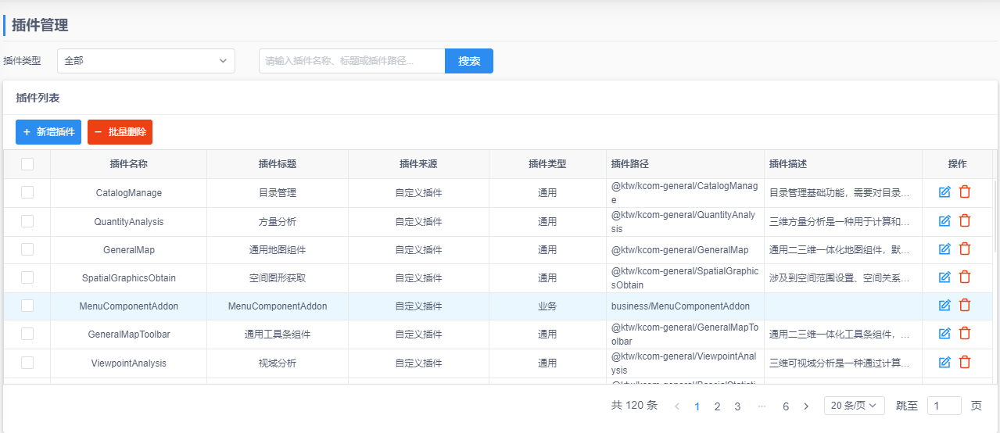 插件管理
插件类型 全部 请输入插件名称、标题或插件路径... 搜索
插件列表
+ 新增插件 − 批量删除
插件名称 插件标题 插件来源 插件类型 插件路径 插件描述 操作
CatalogManage 目录管理 自定义插件 通用 @ktw/kcom-general/CatalogManag
e 目录管理基础功能，需要对目录...
QuantityAnalysis 方量分析 自定义插件 通用 @ktw/kcom-general/QuantityAnaly
sis 三维方量分析是一种用于计算和...
GeneralMap 通用地图组件 自定义插件 通用 @ktw/kcom-general/GeneralMap 通用二三维一体化地图组件，默...
SpatialGraphicsObtain 空间图形获取 自定义插件 通用 @ktw/kcom-general/SpatialGraphic
sObtain 涉及到空间范围设置、空间关系...
MenuComponentAddon MenuComponentAddon 自定义插件 业务 business/MenuComponentAddon
GeneralMapToolbar 通用工具条组件 自定义插件 通用 @ktw/kcom-general/GeneralMapTo
olbar 通用二三维一体化工具条组件，...
ViewpointAnalysis 视域分析 自定义插件 通用 @ktw/kcom-general/ViewpointAnal
ysis 三维可视域分析是一种通过计算...
共 120 条 < 1 2 3 ··· 6 > 20 条/页 跳至 1 页